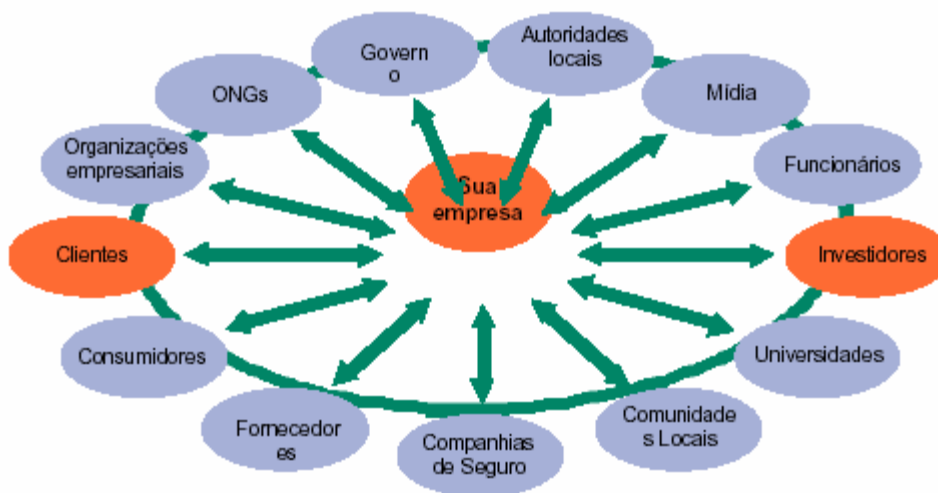 Govern
o
Autoridades
locais
ONGs
Mídia
Organizações
empresariais
Funcionários
Sua
empresa
Clientes
Investidores
Consumidores
Universidades
Fornecedor
es
Companhias
de Seguro
Comunidade
s Locais